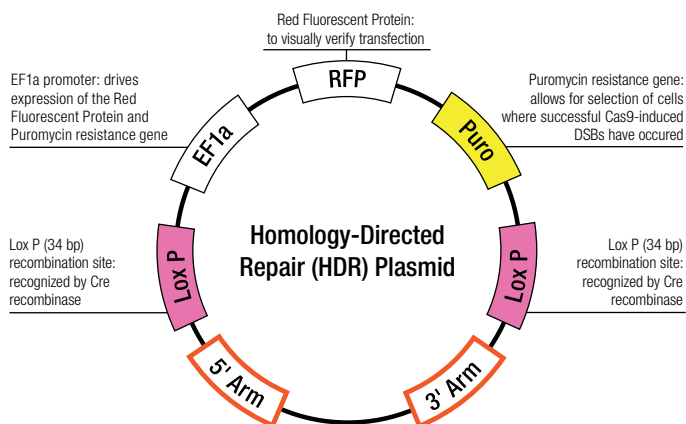 Red Fluorescent Protein:
to visually verify transfection
RFP
EF1a promoter: drives
expression of the Red
Fluorescent Protein and
Puromycin resistance gene
EF1a
Puromycin resistance gene:
allows for selection of cells
where successful Cas9-induced
DSBs have occured
Puro
Homology-Directed
Repair (HDR) Plasmid
Lox P (34 bp)
recombination site:
recognized by Cre
recombinase
Lox P
Lox P
Lox P (34 bp)
recombination site:
recognized by Cre
recombinase
5' Arm
3' Arm